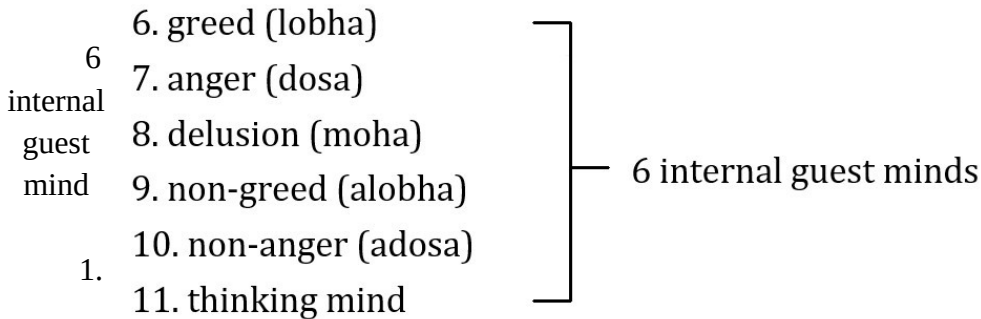 6
internal
guest
mind
1.
6. greed (lobha)
7. anger (dosa)
8. delusion (moha)
9. non-greed (alobha)
10. non-anger (adosa)
11. thinking mind
6 internal guest minds